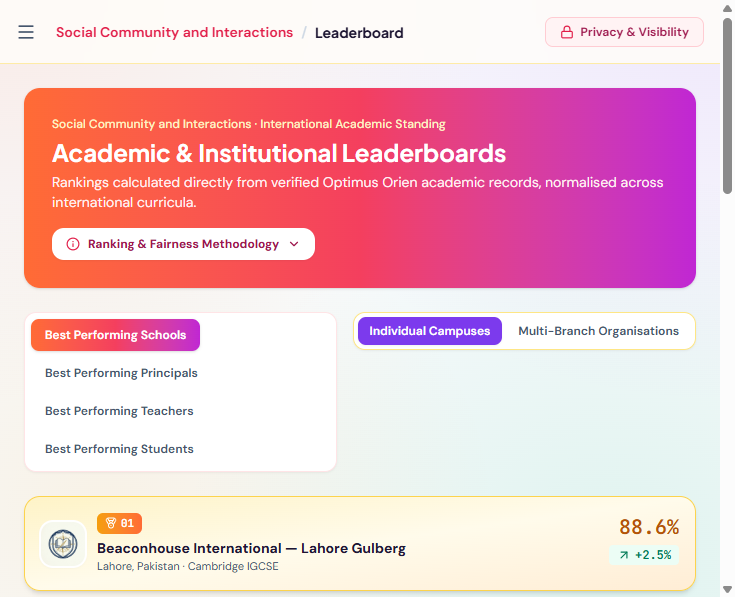 Social Community and Interactions / Leaderboard
Privacy & Visibility
Social Community and Interactions · International Academic Standing
Academic & Institutional Leaderboards
Rankings calculated directly from verified Optimus Orien academic records, normalised across
international curricula.
Ranking & Fairness Methodology
Best Performing Schools
Best Performing Principals
Best Performing Teachers
Best Performing Students
Individual Campuses
Multi-Branch Organisations
01
Beaconhouse International — Lahore Gulberg
Lahore, Pakistan · Cambridge IGCSE
88.6%
+2.5%